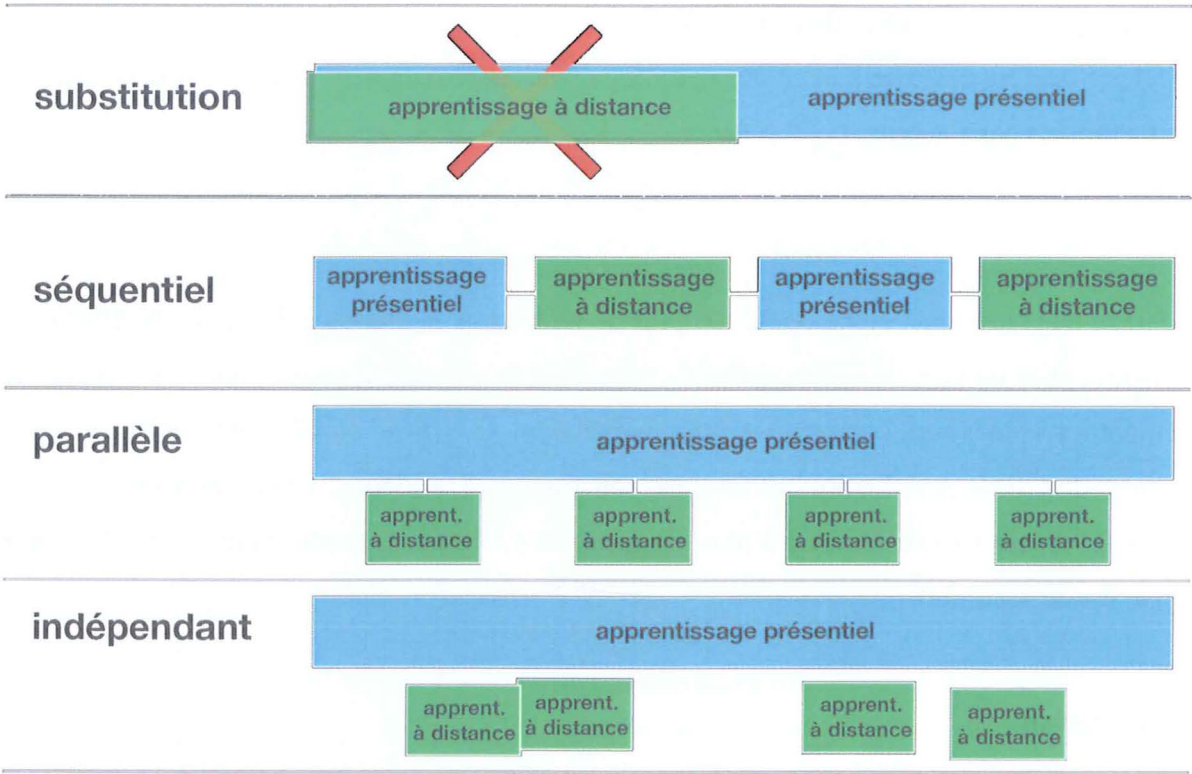 substitution
apprentissage à distance
apprentissage présentiel
séquentiel
apprentissage
présentiel
apprentissage
à distance
apprentissage
présentiel
apprentissage
à distance
parallèle
apprentissage présentiel
apprent.
à distance
apprent.
à distance
apprent.
à distance
apprent.
à distance
indépendant
apprentissage présentiel
apprent.
à distance
apprent.
à distance
apprent.
à distance
apprent.
à distance